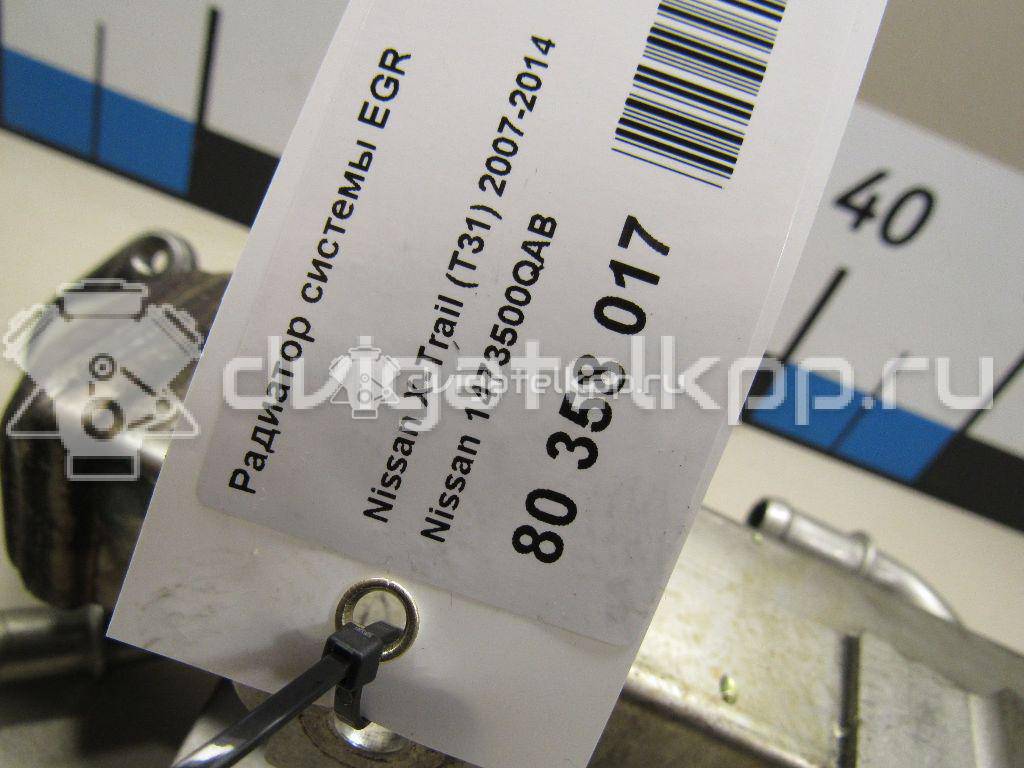 Радиатор системы EGR
Nissan X-Trail (T31) 2007-2014
Nissan 1473500QAB
80 358 017
40
dvigatelkpp.ru